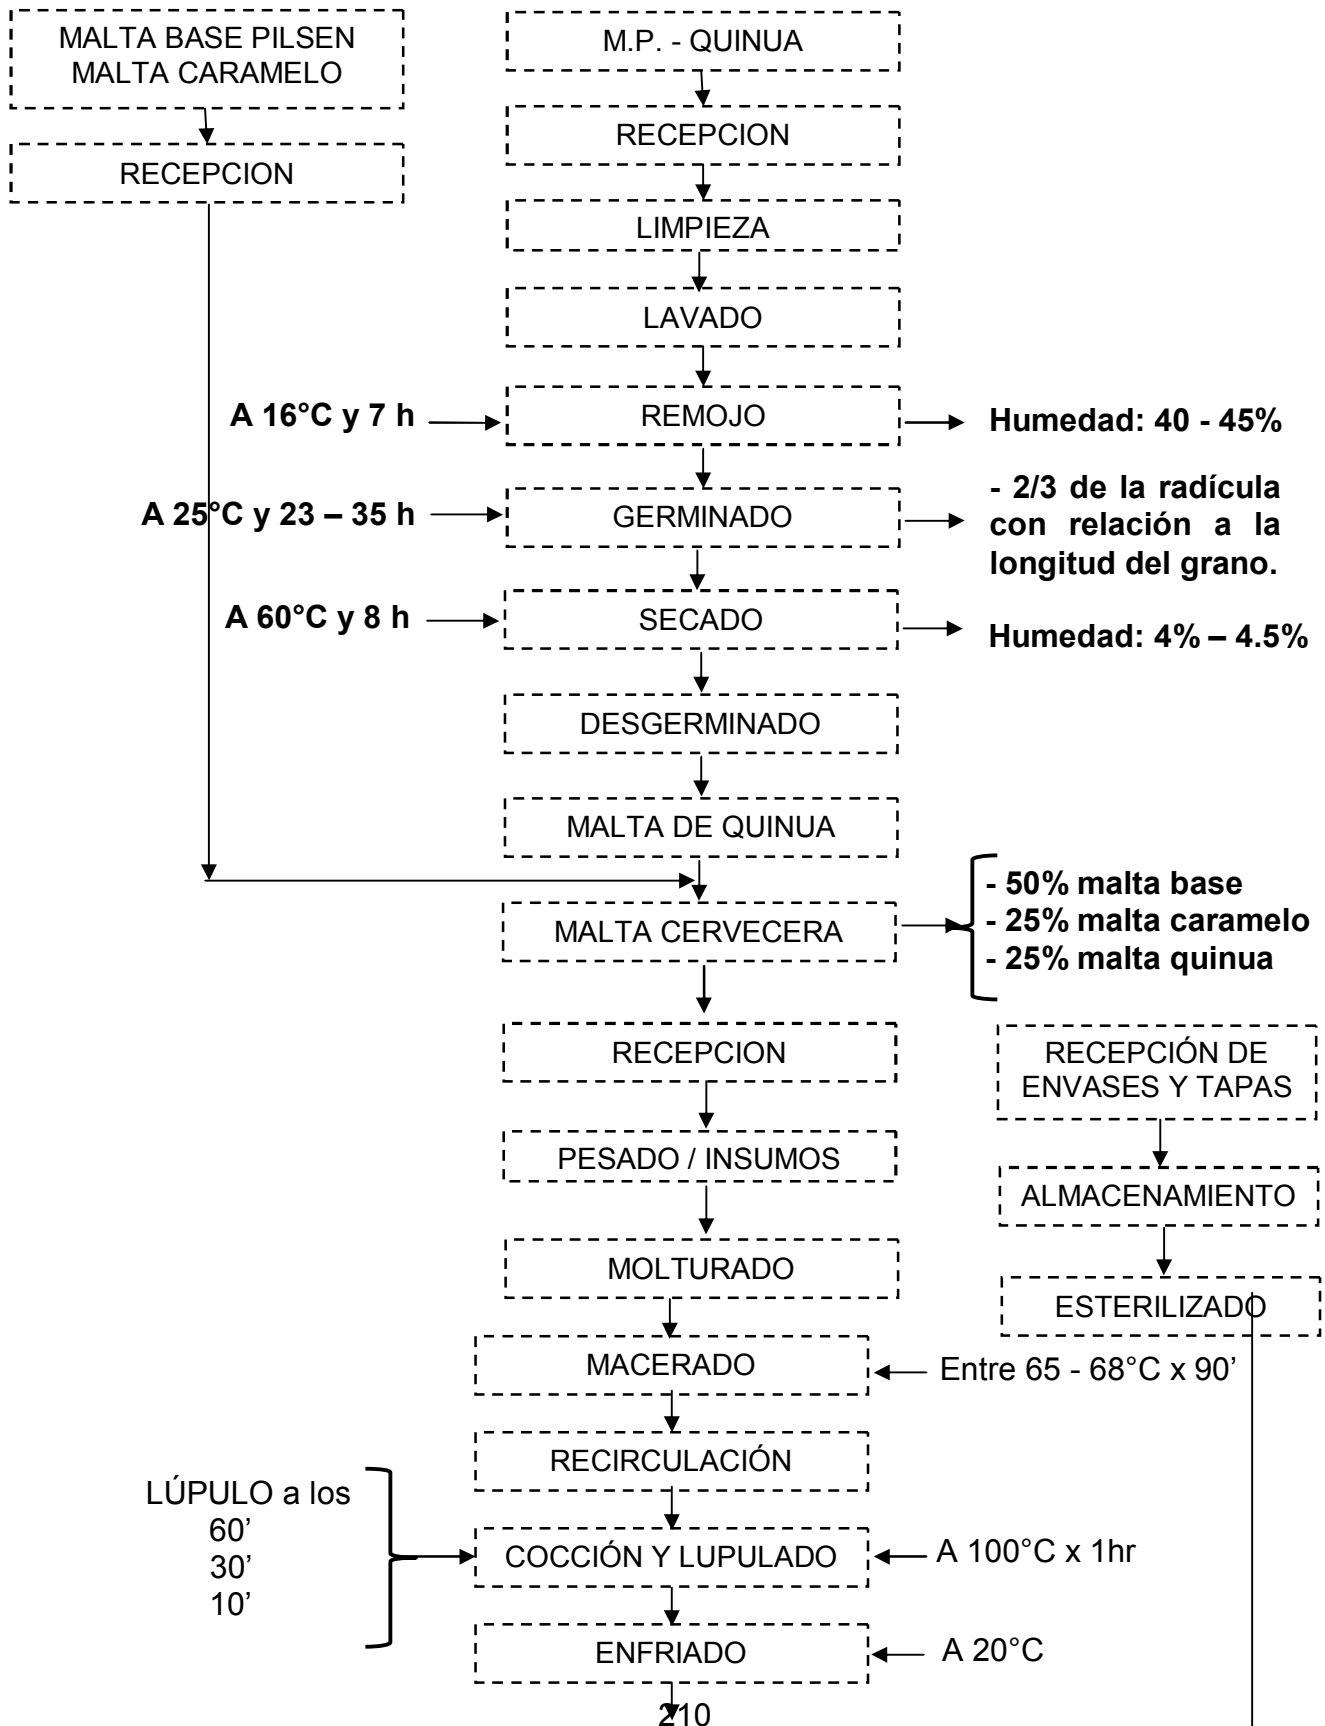 MALTA BASE PILSEN
MALTA CARAMELO
RECEPCION
M.P. - QUINUA
RECEPCION
LIMPIEZA
LAVADO
A 16°C y 7 h
REMOJO
Humedad: 40 - 45%
A 25°C y 23 – 35 h
GERMINADO
- 2/3 de la radícula
con relación a la
longitud del grano.
A 60°C y 8 h
SECADO
Humedad: 4% – 4.5%
DESGERMINADO
MALTA DE QUINUA
MALTA CERVECERA
- 50% malta base
- 25% malta caramelo
- 25% malta quinua
RECEPCION
PESADO / INSUMOS
MOLTURADO
RECEPCIÓN DE
ENVASES Y TAPAS
ALMACENAMIENTO
ESTERILIZADO
MACERADO
Entre 65 - 68°C x 90’
RECIRCULACIÓN
LÚPULO a los
60’
30’
10’
COCCIÓN Y LUPULADO
A 100°C x 1hr
ENFRIADO
A 20°C
210